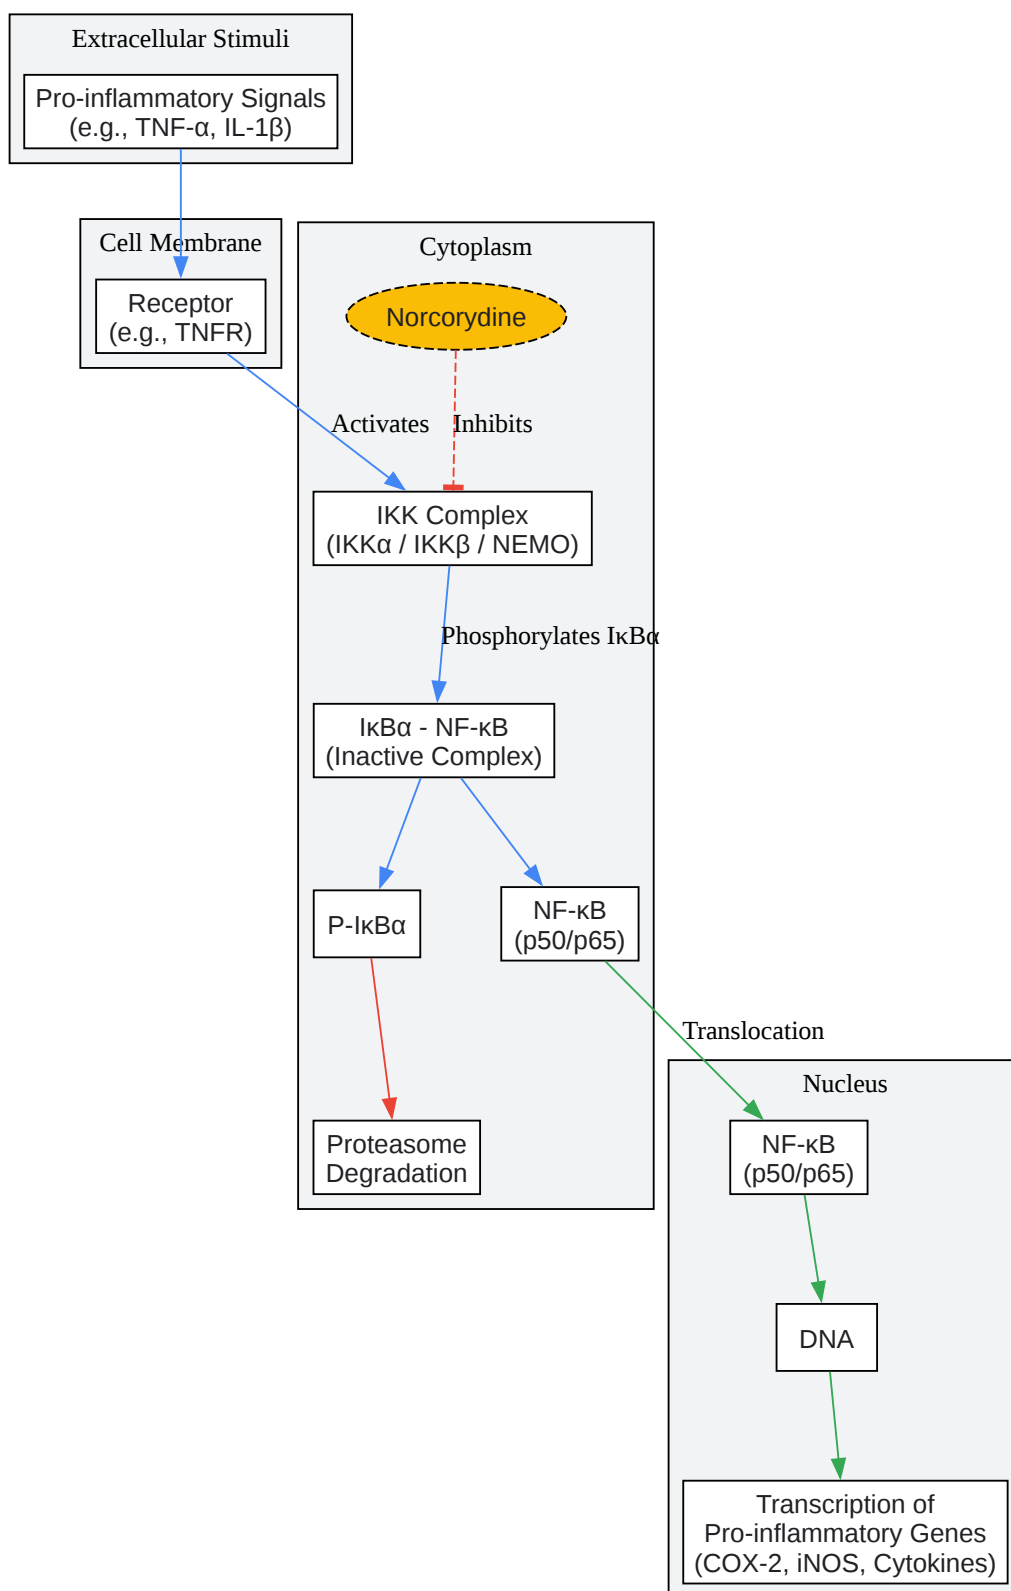 Extracellular Stimuli
Pro-inflammatory Signals
(e.g., TNF-α, IL-1β)
Cell Membrane
Receptor
(e.g., TNFR)
Cytoplasm
Norcorydine
Activates
Inhibits
IKK Complex
(IKKα / IKKβ / NEMO)
Phosphorylates IκBα
IκBα - NF-κB
(Inactive Complex)
P-IκBα
NF-κB
(p50/p65)
Proteasome
Degradation
Translocation
Nucleus
NF-κB
(p50/p65)
DNA
Transcription of
Pro-inflammatory Genes
(COX-2, iNOS, Cytokines)